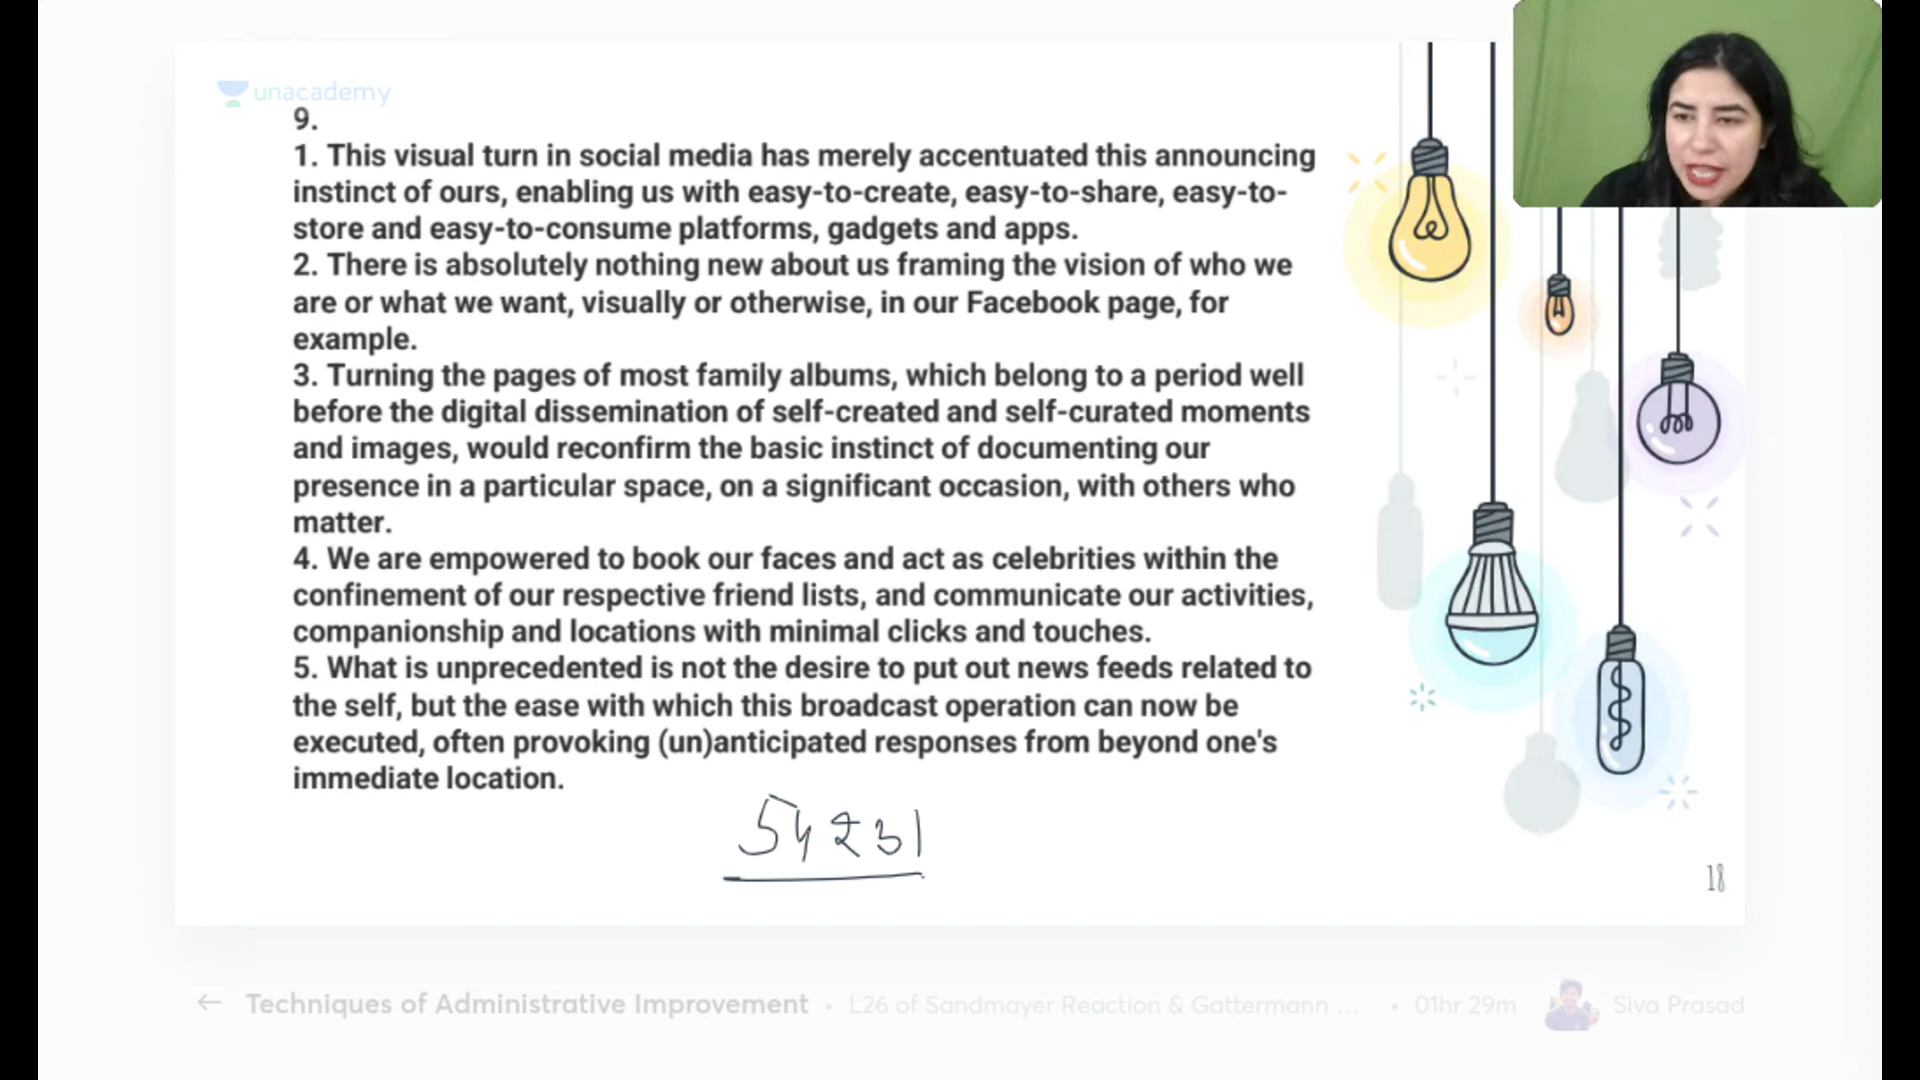 unacademy
9.
1. This visual turn in social media has merely accentuated this announcing
instinct of ours, enabling us with easy-to-create, easy-to-share, easy-to-
store and easy-to-consume platforms, gadgets and apps.
2. There is absolutely nothing new about us framing the vision of who we
are or what we want, visually or otherwise, in our Facebook page, for
example.
3. Turning the pages of most family albums, which belong to a period well
before the digital dissemination of self-created and self-curated moments
and images, would reconfirm the basic instinct of documenting our
presence in a particular space, on a significant occasion, with others who
matter.
4. We are empowered to book our faces and act as celebrities within the
confinement of our respective friend lists, and communicate our activities,
companionship and locations with minimal clicks and touches.
5. What is unprecedented is not the desire to put out news feeds related to
the self, but the ease with which this broadcast operation can now be
executed, often provoking (un)anticipated responses from beyond one's
immediate location.
54231
18
← Techniques of Administrative Improvement • L26 of Sandmayer Reaction & Gattermann ... • 01hr 29m Siva Prasad